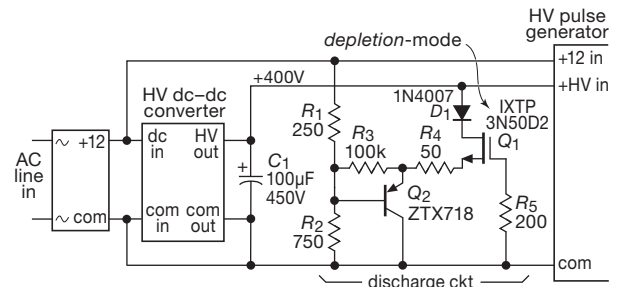 HV pulse
generator
depletion-mode
+12 in
+400V
+HV in
HV dc–dc
converter
1N4007
D1
IXTP
3N50D2
Q1
AC
line
in
~ +12
~ com
dc
in
HV
out
com
in
com
out
+
C1
100µF
450V
R1
250
R3
100k
R4
50
R2
750
Q2
ZTX718
R5
200
com
discharge ckt